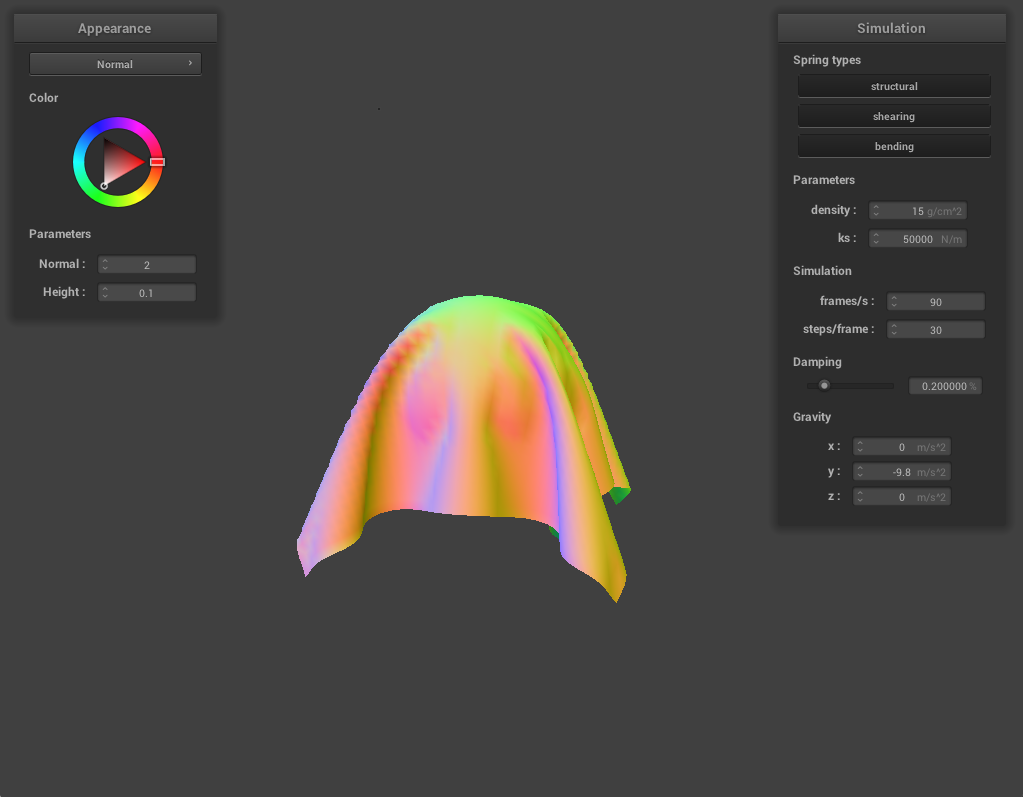 Appearance
Normal
Color
Parameters
Normal : 2
Height : 0.1
Simulation
Spring types
structural
shearing
bending
Parameters
density : 15 g/cm^2
ks : 50000 N/m
Simulation
frames/s : 90
steps/frame : 30
Damping
0.200000 %
Gravity
x : 0 m/s^2
y : -9.8 m/s^2
z : 0 m/s^2